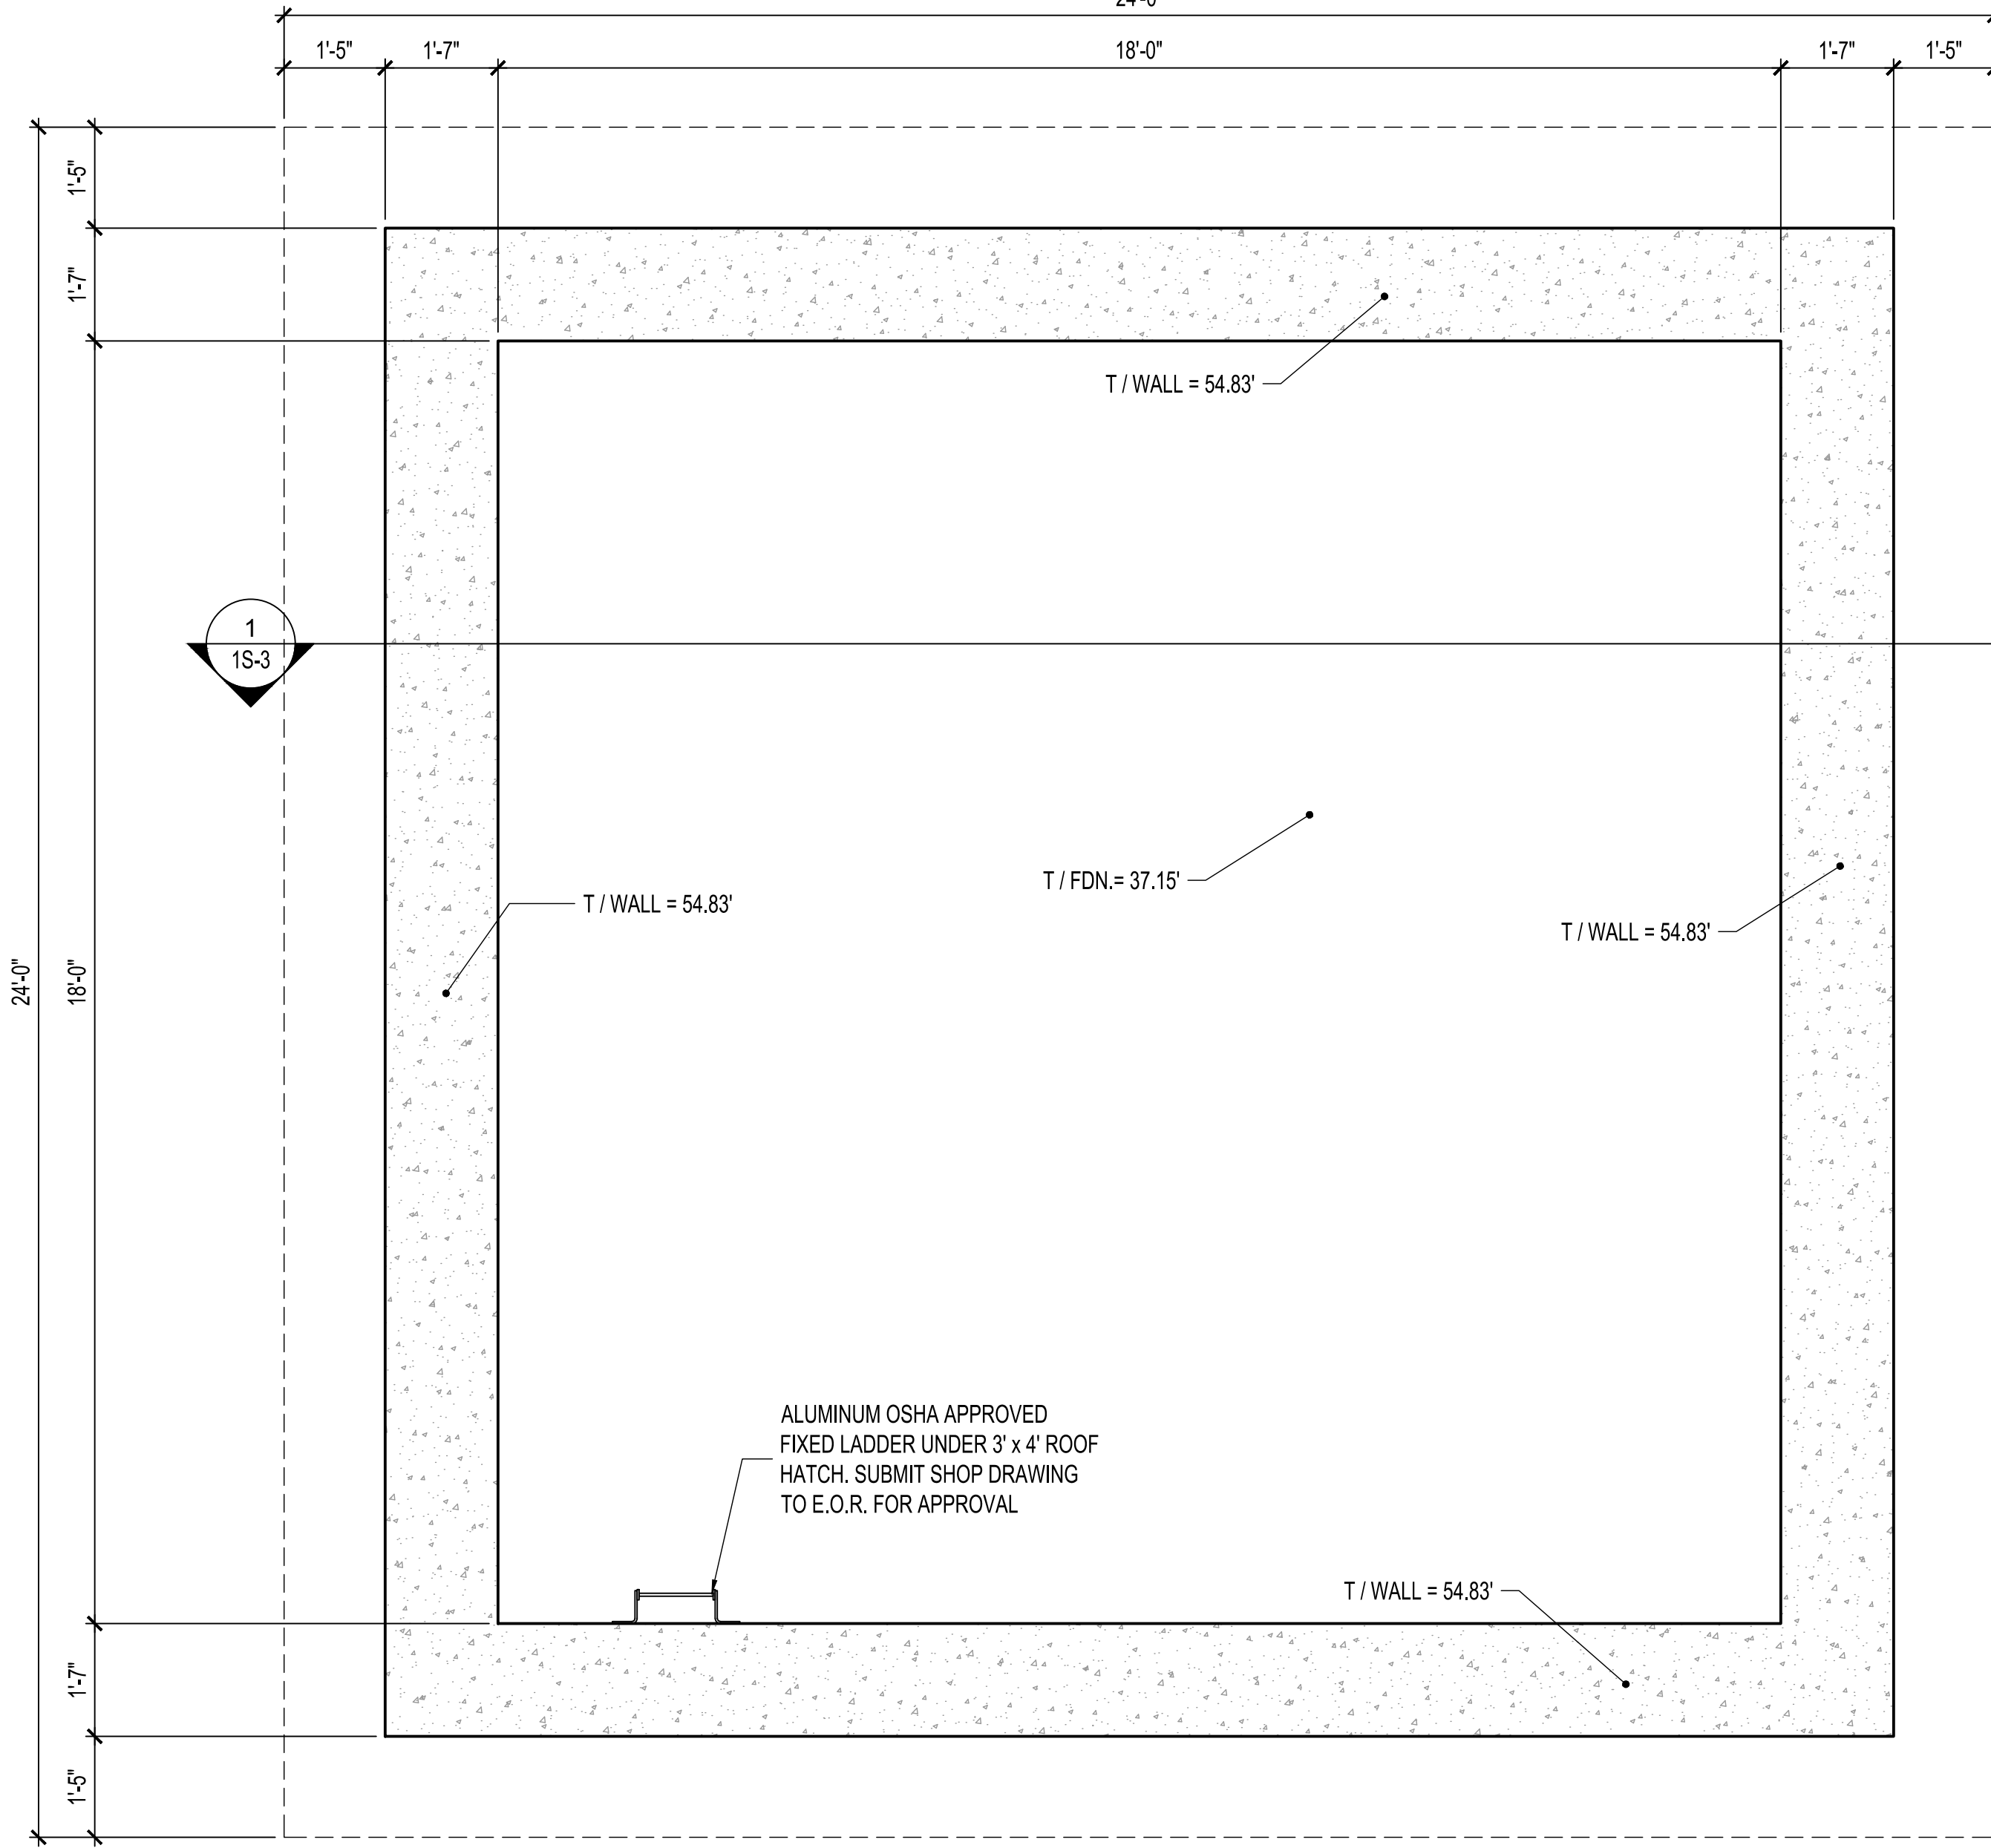 24'-0"
1'-5" 1'-7" 18'-0" 1'-7" 1'-5"
1'-5"
1'-7"
T / WALL = 54.83'
1
1S-3
T / FDN.= 37.15'
T / WALL = 54.83'
T / WALL = 54.83'
24'-0"
18'-0"
ALUMINUM OSHA APPROVED
FIXED LADDER UNDER 3' x 4' ROOF
HATCH. SUBMIT SHOP DRAWING
TO E.O.R. FOR APPROVAL
T / WALL = 54.83'
1'-7"
1'-5"